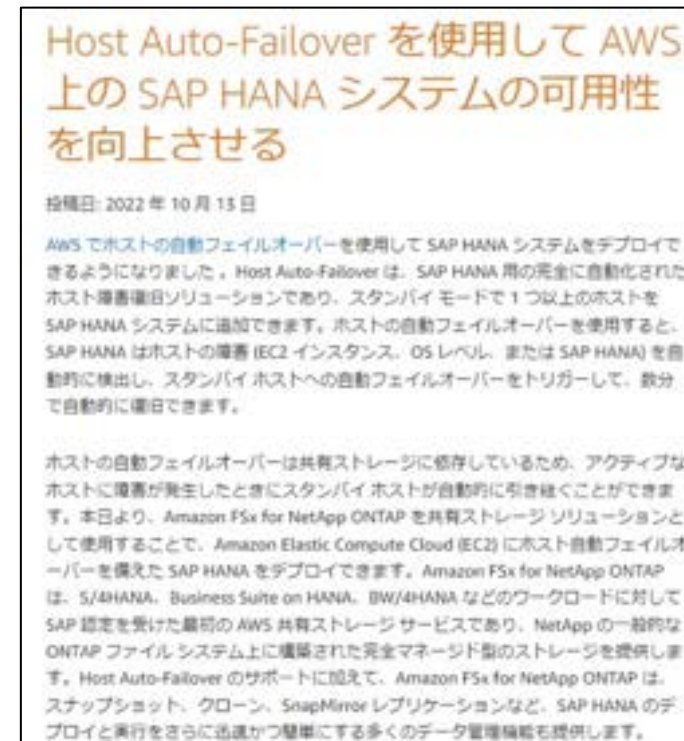 Host Auto-Failover を使用して AWS
上の SAP HANA システムの可用性
を向上させる
投稿日: 2022 年 10 月 13 日
AWS でホストの自動フェイルオーバーを使用して SAP HANA システムをデプロイで
きるようになりました 。Host Auto-Failover は、SAP HANA 用の完全に自動化された
ホスト障害復旧ソリューションであり、スタンバイ モードで 1 つ以上のホストを
SAP HANA システムに追加できます。ホストの自動フェイルオーバーを使用すると、
SAP HANA はホストの障害 (EC2 インスタンス、OS レベル、または SAP HANA) を自
動的に検出し、スタンバイ ホストへの自動フェイルオーバーをトリガーして、数分
で自動的に復旧できます。
ホストの自動フェイルオーバーは共有ストレージに依存しているため、アクティブな
ホストに障害が発生したときにスタンバイ ホストが自動的に引き継ぐことができま
す。本日より、Amazon FSx for NetApp ONTAP を共有ストレージ ソリューションと
して使用することで、Amazon Elastic Compute Cloud (EC2) にホスト自動フェイルオ
ーバーを備えた SAP HANA をデプロイできます。Amazon FSx for NetApp ONTAP
は、S/4HANA、Business Suite on HANA、BW/4HANA などのワークロードに対して
SAP 認定を受けた最初の AWS 共有ストレージ サービスであり、NetApp の一般的な
ONTAP ファイル システム上に構築された完全マネージド型のストレージを提供しま
す。Host Auto-Failover のサポートに加えて、Amazon FSx for NetApp ONTAP は、
スナップショット、クローン、SnapMirror レプリケーションなど、SAP HANA のデ
プロイと実行をさらに迅速かつ簡単にする多くのデータ管理機能も提供します。